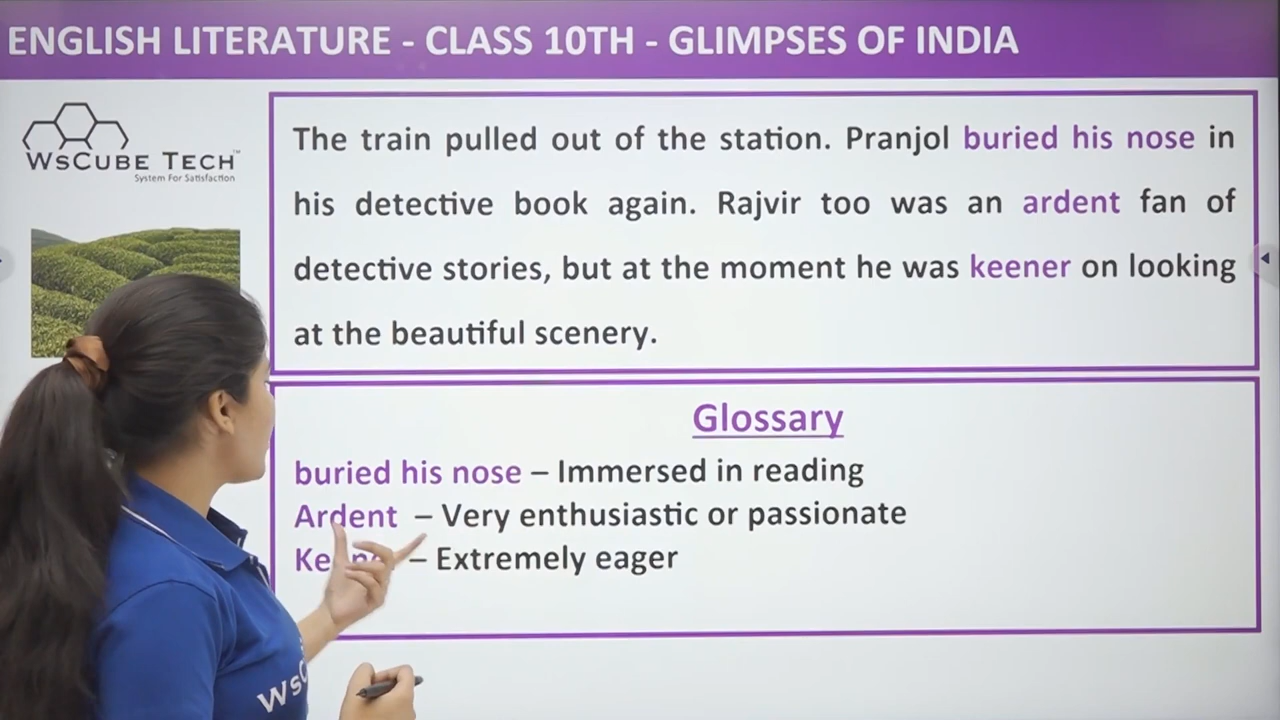 ENGLISH LITERATURE - CLASS 10TH - GLIMPSES OF INDIA
WSCUBE TECH™
System For Satisfaction
The train pulled out of the station. Pranjol buried his nose in
his detective book again. Rajvir too was an ardent fan of
detective stories, but at the moment he was keener on looking
at the beautiful scenery.
Glossary
buried his nose – Immersed in reading
Ardent – Very enthusiastic or passionate
– Extremely eager